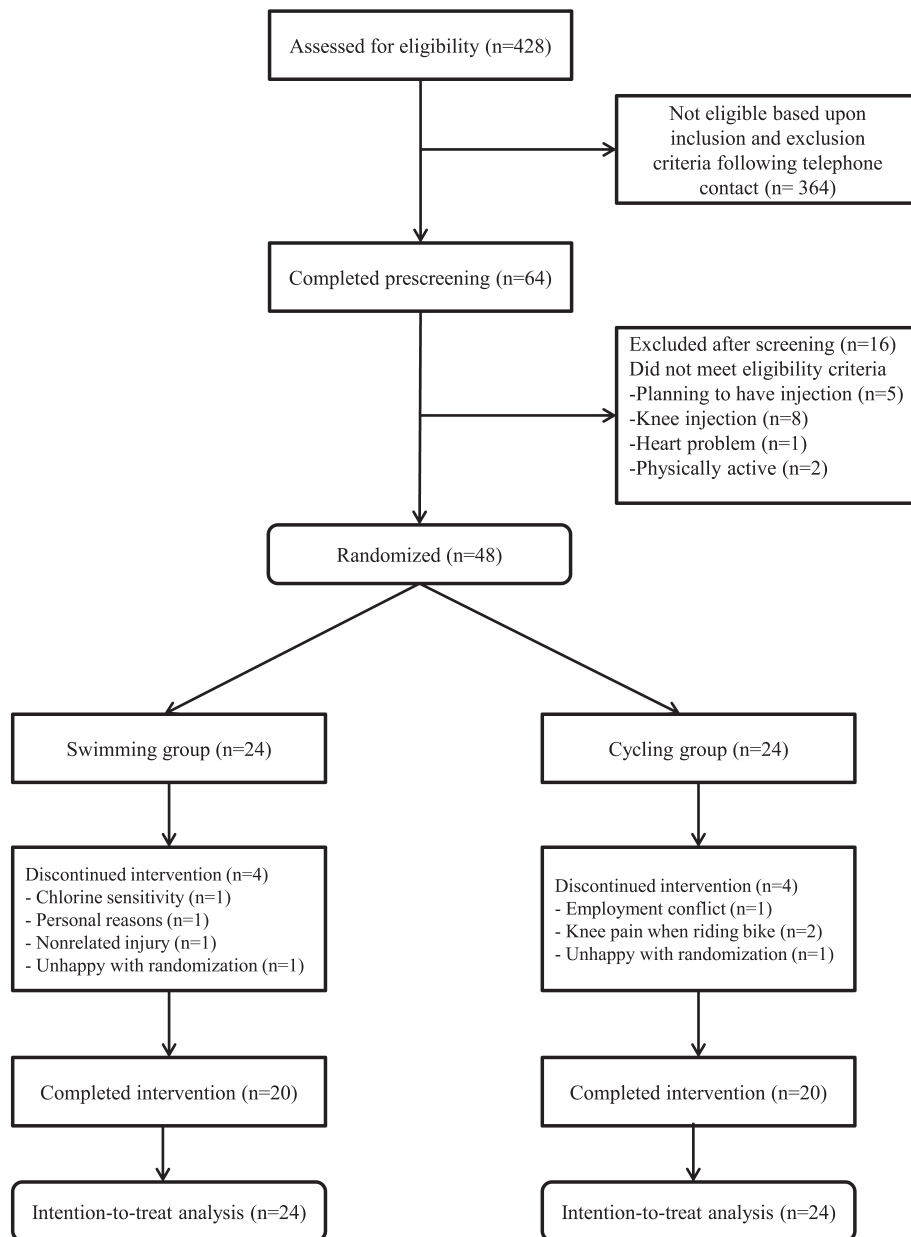 Assessed for eligibility (n=428)
Not eligible based upon
inclusion and exclusion
criteria following telephone
contact (n= 364)
Completed prescreening (n=64)
Excluded after screening (n=16)
Did not meet eligibility criteria
-Planning to have injection (n=5)
-Knee injection (n=8)
-Heart problem (n=1)
-Physically active (n=2)
Randomized (n=48)
Swimming group (n=24)
Cycling group (n=24)
Discontinued intervention (n=4)
- Chlorine sensitivity (n=1)
- Personal reasons (n=1)
- Nonrelated injury (n=1)
- Unhappy with randomization (n=1)
Discontinued intervention (n=4)
- Employment conflict (n=1)
- Knee pain when riding bike (n=2)
- Unhappy with randomization (n=1)
Completed intervention (n=20)
Completed intervention (n=20)
Intention-to-treat analysis (n=24)
Intention-to-treat analysis (n=24)